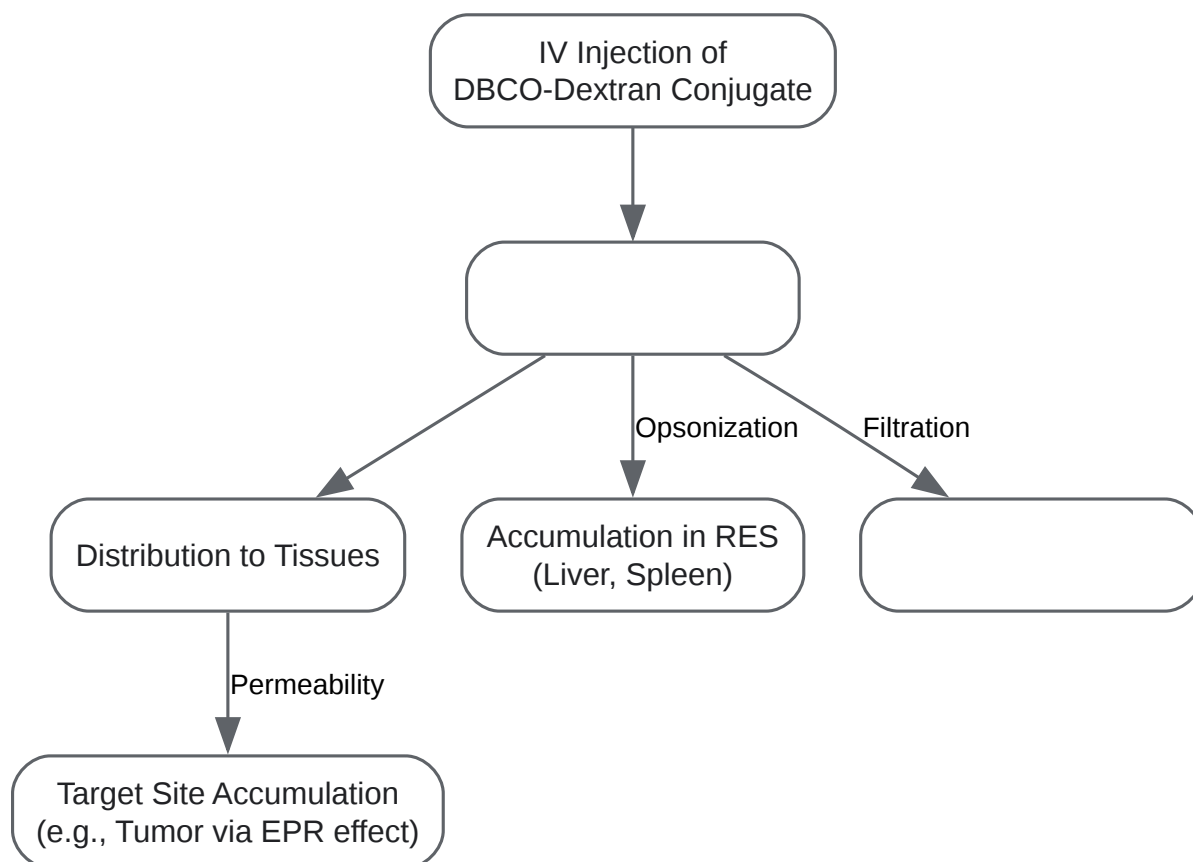 IV Injection of
DBCO-Dextran Conjugate
Opsonization
Filtration
Distribution to Tissues
Accumulation in RES
(Liver, Spleen)
Permeability
Target Site Accumulation
(e.g., Tumor via EPR effect)